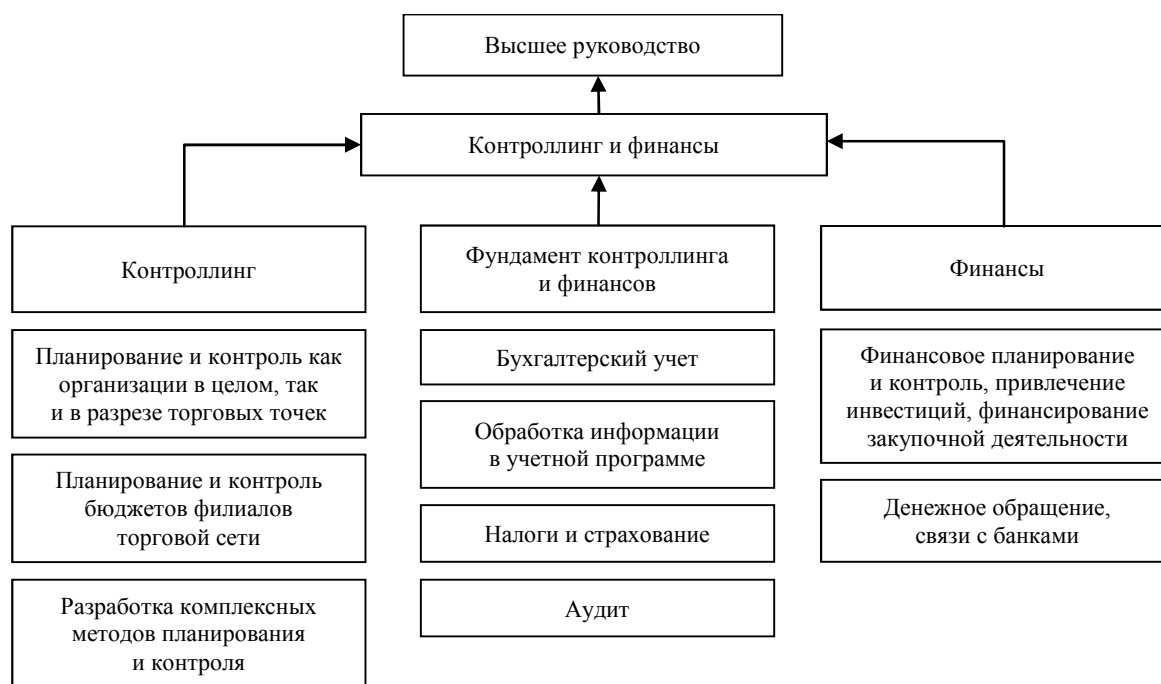 Высшее руководство
Контроллинг и финансы
Контроллинг
Планирование и контроль как
организации в целом, так
и в разрезе торговых точек
Планирование и контроль
бюджетов филиалов
торговой сети
Разработка комплексных
методов планирования
и контроля
Фундамент контроллинга
и финансов
Бухгалтерский учет
Обработка информации
в учетной программе
Налоги и страхование
Аудит
Финансы
Финансовое планирование
и контроль, привлечение
инвестиций, финансирование
закупочной деятельности
Денежное обращение,
связи с банками